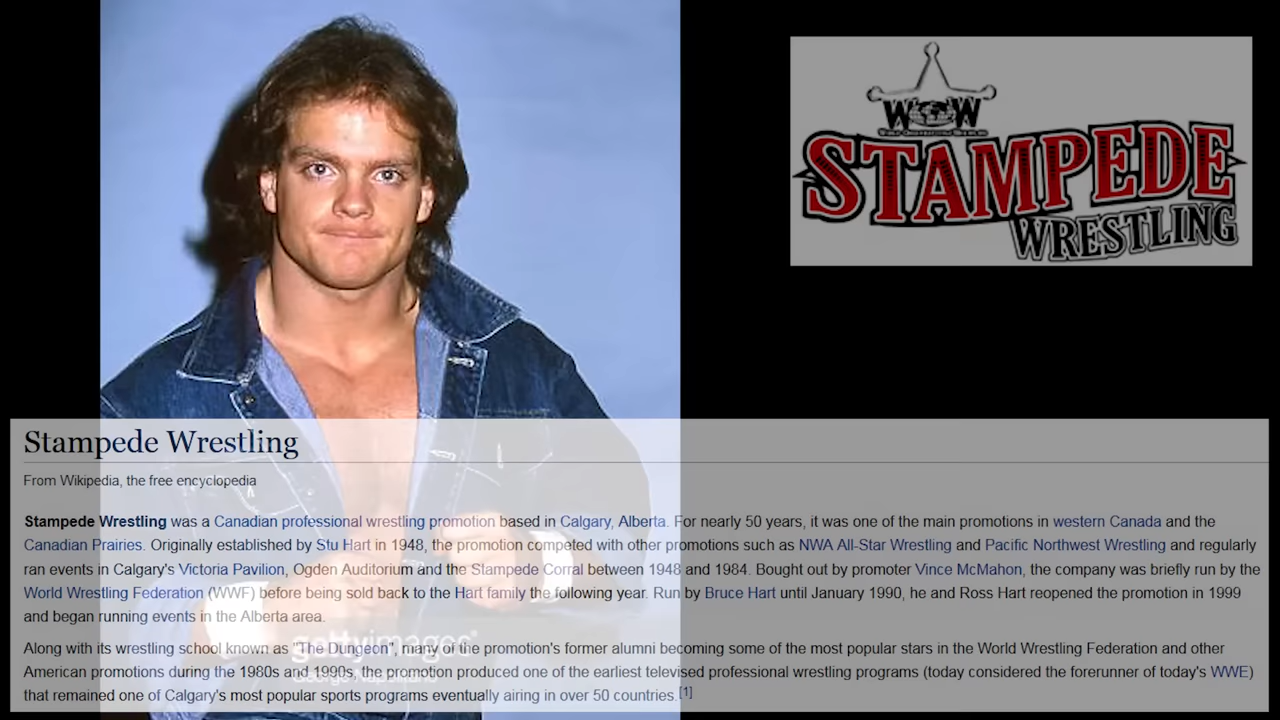 WOW
STAMPEDE
WRESTLING
Stampede Wrestling
From Wikipedia, the free encyclopedia
Stampede Wrestling was a Canadian professional wrestling promotion based in Calgary, Alberta. For nearly 50 years, it was one of the main promotions in western Canada and the
Canadian Prairies. Originally established by Stu Hart in 1948, the promotion competed with other promotions such as NWA All-Star Wrestling and Pacific Northwest Wrestling and regularly
ran events in Calgary's Victoria Pavilion, Ogden Auditorium and the Stampede Corral between 1948 and 1984. Bought out by promoter Vince McMahon, the company was briefly run by the
World Wrestling Federation (WWF) before being sold back to the Hart family the following year. Run by Bruce Hart until January 1990, he and Ross Hart reopened the promotion in 1999
and began running events in the Alberta area.
gettyimages
Along with its wrestling school known as "The Dungeon", many of the promotion's former alumni becoming some of the most popular stars in the World Wrestling Federation and other
American promotions during the 1980s and 1990s, the promotion produced one of the earliest televised professional wrestling programs (today considered the forerunner of today's WWE)
that remained one of Calgary's most popular sports programs eventually airing in over 50 countries.[1]